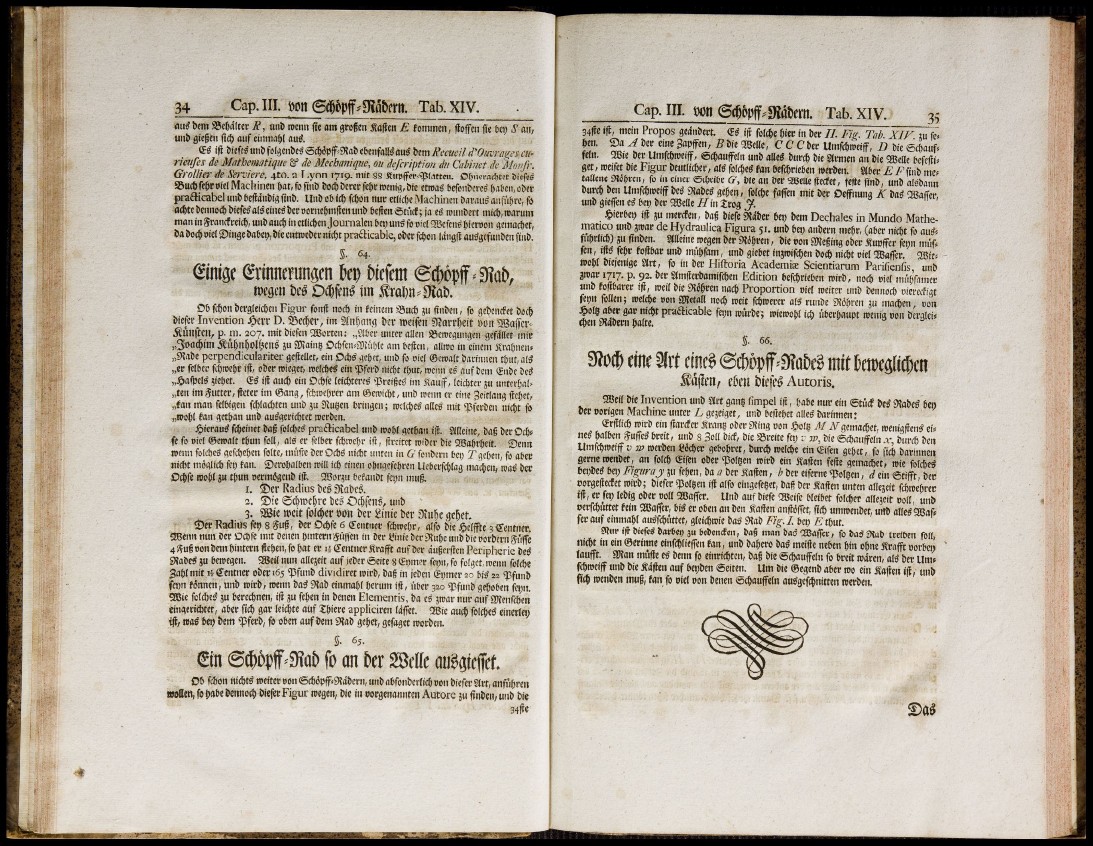 34 Cap. III. von Schöpff-Rädern. Tab. XIV.
aus dem Behälter R, und wenn sie am großen Kasten E kommen, stossen sie bey S an,
und gießen sich auf einmahl aus.
Es ist dieses und folgendes Schöpff-Rad ebenfalls aus dem Recueil d'Ouvrages cu-
rieuses de Mathematique & de Mechanique, ou description du Cabinet de Monsr.
Grollier de Serviere, 4to. a Lyon 1719. mit 88 Kupffer-Platten. Ohnerachtet dieses
Buch sehr viel Machinen hat, so sind doch derer sehr wenig, die etwas besonderes haben, oder
practicabel und beständig sind. Und ob ich schon nur etliche Machinen daraus anführe, so
achte dennoch dieses als eines der vornehmsten und besten Stück; ja es wundert mich, warum
man in Franckreich, und auch in etlichen Journalen bey uns so viel Wesens hiervon gemachet,
da doch viel Dinge dabey, die entweder nicht practicable, oder schon längst ausgefunden sind.
§. 64.
Einige Erinnerungen bey diesem Schöpff-Rad,
wegen des Ochsens im Krahn-Rad.
Ob schon dergleichen Figur sonst noch in keinem Buch zu finden, so gedencket doch
dieser Invention Herr D. Becher, im Anhang der weisen Narrheit von Wasser-
Künsten, p. m. 207. mit diesen Worten: „Aber unter allen Bewegungen gefället mir
„Joachim Kühnholtzens zu Maintz Ochsen-Mühle am besten, allwo in einem Krahnen-
„Rade perpendiculariter gestellet, ein Ochs gehet, und so viel Gewalt darinnen thut, als
„er selber schwehr ist, oder wieget, welches ein Pferd nicht thut, wenn es auf dem Ende des
„Haspels ziehet. Es ist auch ein Ochse leichteres Preißes im Kauff, leichter zu unterhal-
„ten im Futter, steter im Gang, schwehrer am Gewicht, und wenn er eine Zeitlang stehet,
„kan man selbigen schlachten und zu Nutzen bringen; welches alles mit Pferden nicht so
„wohl kan gethan und ausgerichtet werden.
Hieraus scheinet daß solches practicabel und wohl gethan ist. Alleine, daß der Och-
se so viel Gewalt thun soll, als er selber schwehr ist, streitet wider die Wahrheit. Denn
wenn solches geschehen solte, müste der Ochs nicht unten in G sondern bey T gehen, so aber
nicht möglich sey kan. Derohalben will ich einen ohngefehren Ueberschlag machen, was der
Ochse wohl zu thun vermögend ist. Worzu bekandt seyn muß.
1. Der Radius des Rades.
2. Die Schwehre des Ochsens, und
3. Wie weit solcher von der Linie der Ruhe gehet.
Der Radius sey 8 Fuß, der Ochse 6 Centner schwehr, also die Helffte 3 Centner.
Wenn nun der Ochse mit denen hintern Füssen in der Linie der Ruhe und die vordern Füsse
4 Fuß von dem hintern stehen, so hat er 1½ Centner Krafft auf der äußersten Peripherie des
Rades zu bewegen. Weil nun allezeit auf jeder Seite 8 Eymer seyn, so folget wenn solche
Zahl mit 1½ Centner oder 165 Pfund dividiret wird, daß in jeden Eymer 20 bis 22 Pfund
seyn können, und wird, wenn das Rad einmahl herum ist, über 320 Pfund gehoben seyn.
Wie solches zu berechnen, ist zu sehen in denen Elementis, da es zwar nur auf Menschen
eingerichtet, aber sich gar leichte auf Thiere appliciren lässet. Wie auch solches einerley
ist, was bey dem Pferd, so oben auf dem Rad gehet, gesaget worden.
§. 65.
Ein Schöpff-Rad so an der Welle ausgiesset.
Ob schon nichts weiter von Schöpff-Rädern, und absonderlich von dieser Art, anführen
wollen, so habe dennoch dieser Figur wegen, die in vorgenannten Autore zu finden, und die
34ste
Cap. III. von Schöpff-Rädern. Tab. XIV. 35
34ste ist, mein Propos geändert. Es ist solche hier in der II. Fig. Tab. XIV. zu se-
hen. Da A der eine Zapffen, B die Welle, C C C der Umschweiff, D die Schauf-
feln. Wie der Umschweiff, Schauffeln und alles durch die Armen an die Welle befesti-
get, weiset die Figur deutlicher, als solches kan beschrieben werden. Aber E F sind me-
tallene Röhren, so in einer Scheibe G, die an der Welle stecket, feste sind, und alsdann
durch den Umschweiff des Rades gehen, solche fassen mit der Oeffnung K das Wasser,
und giessen es bey der Welle H in Trog J.
Hierbey ist zu mercken, daß diese Räder bey dem Dechales in Mundo Mathe-
matico und zwar de Hydraulica Figura 51. und bey andern mehr, (aber nicht so aus-
führlich) zu finden. Alleine wegen der Röhren, die von Meßing oder Kupffer seyn müs-
sen, ists sehr kostbar und mühsam, und giebet inzwischen doch nicht viel Wasser. Wie-
wohl diejenige Art, so in der Historia Academiæ Scientiarum Parisiensis, und
zwar 1717. p. 92. der Amsterdamischen Edition beschrieben wird, noch viel mühsamer
und kostbarer ist, weil die Röhren nach Proportion viel weiter und dennoch viereckigt
seyn sollen; welche von Metall noch weit schwerer als runde Röhren zu machen, von
Holtz aber gar nicht practicable seyn würde; wiewohl ich überhaupt wenig von derglei-
chen Rädern halte.
§. 66.
Noch eine Art eines Schöpff-Rades mit beweglichen
Kästen, eben dieses Autoris.
Weil die Invention und Art gantz simpel ist, habe nur ein Stück des Rades bey
der vorigen Machine unter L gezeiget, und bestehet alles darinnen:
Erstlich wird ein starcker Krantz oder Ring von Holtz M N gemachet, wenigstens ei-
nes halben Fusses breit, und 8 Zoll dick, die Breite sey v w, die Schauffeln x, durch den
Umschweiff v w werden Löcher gebohret, durch welche ein Eisen gehet, so sich darinnen
gerne wendet, an solch Eisen oder Poltzen wird ein Kasten feste gemachet, wie solches
beydes bey Figura y zu sehen, da a der Kasten, b der eiserne Poltzen, d ein Stifft, der
vorgestecket wird; dieser Poltzen ist also eingesetzet, daß der Kasten unten allezeit schwehrer
ist, er sey ledig oder voll Wasser. Und auf diese Weise bleibet solcher allezeit voll, und
verschüttet kein Wasser, bis er oben an den Kasten anstösset, sich umwendet, und alles Was-
ser auf einmahl ausschüttet, gleichwie das Rad Fig. I. bey E thut.
Nur ist dieses darbey zu bedencken, daß man das Wasser, so das Rad treiben soll,
nicht in ein Gerinne einschliessen kan, und dahero das meiste neben hin ohne Krafft vorbey
laufft. Man müste es denn so einrichten, daß die Schauffeln so breit wären, als der Um-
schweiff und die Kästen auf beyden Seiten. Um die Gegend aber wo ein Kasten ist, und
sich wenden muß, kan so viel von denen Schauffeln ausgeschnitten werden.
Das